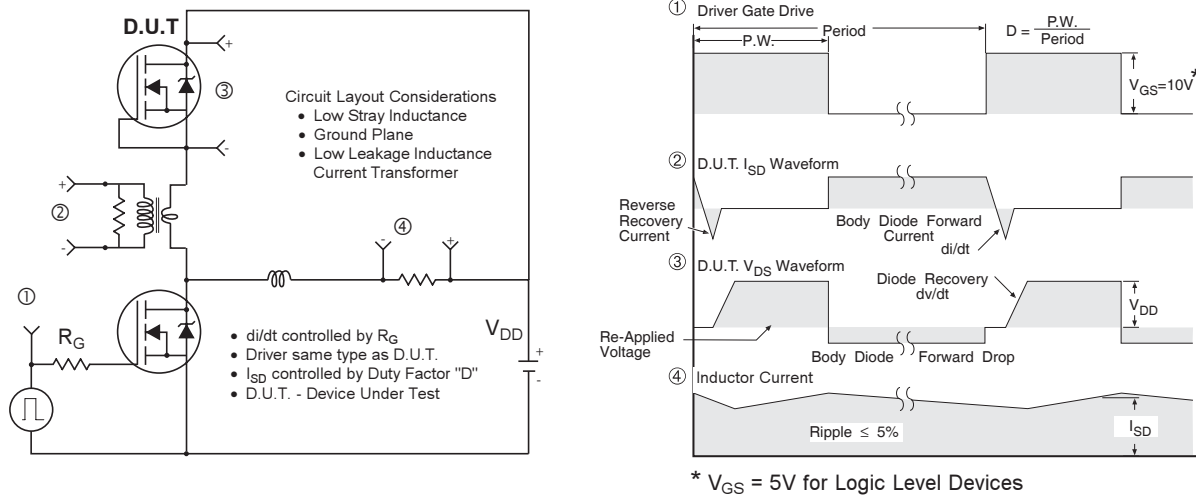 D.U.T
+
③
-
Circuit Layout Considerations
• Low Stray Inductance
• Ground Plane
• Low Leakage Inductance
Current Transformer
+
②
-
④
-
+
①
R_G
V_DD
+
-
• di/dt controlled by R_G
• Driver same type as D.U.T.
• I_SD controlled by Duty Factor "D"
• D.U.T. - Device Under Test
① Driver Gate Drive
P.W.
Period
D = P.W.
Period
V_GS=10V*
② D.U.T. I_SD Waveform
Reverse
Recovery
Current
Body Diode Forward
Current
di/dt
③ D.U.T. V_DS Waveform
Diode Recovery
dv/dt
V_DD
Re-Applied
Voltage
Body Diode Forward Drop
④ Inductor Current
Ripple ≤ 5%
I_SD
* V_GS = 5V for Logic Level Devices